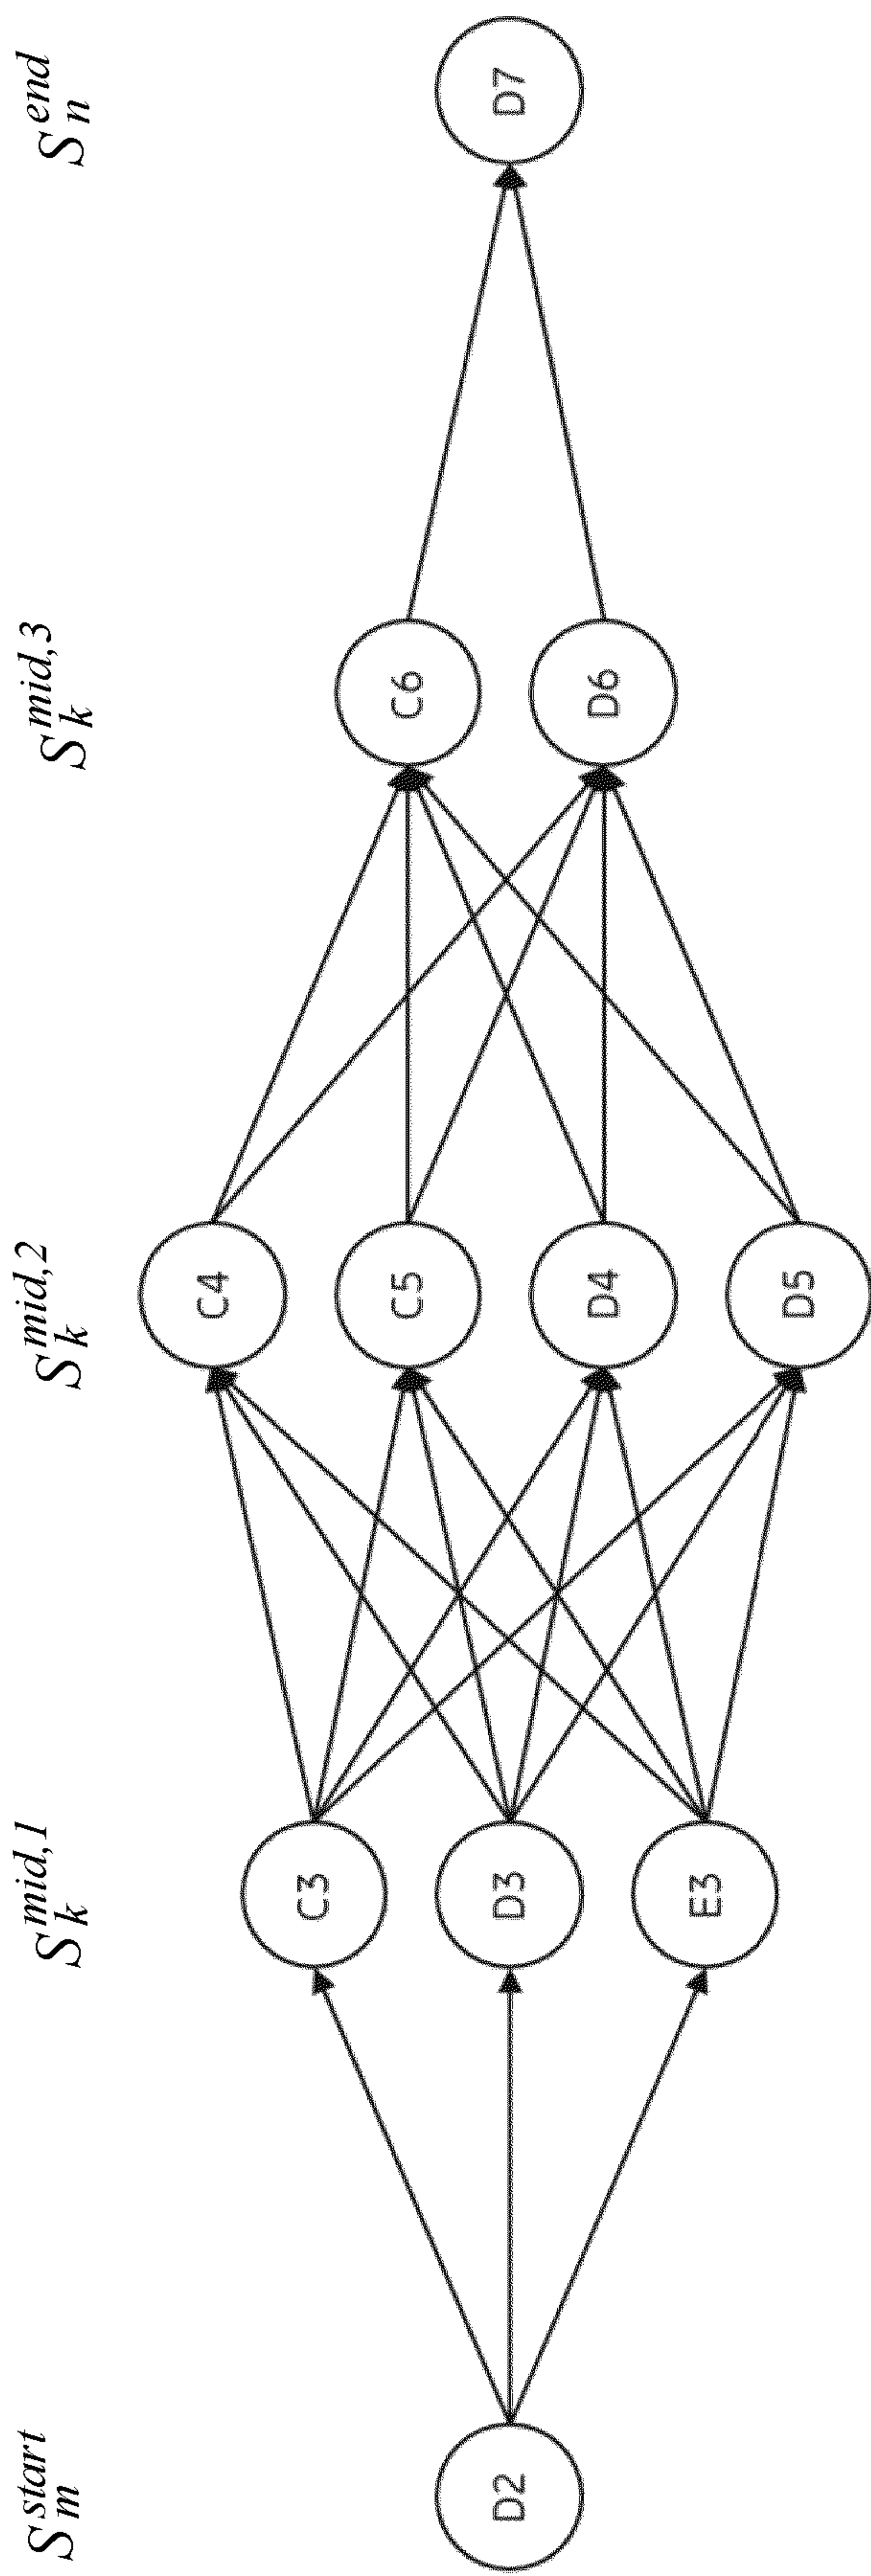 S_m^{start}
S_k^{mid,1}
S_k^{mid,2}
S_k^{mid,3}
S_n^{end}
D2
C3
D3
E3
C4
C5
D4
D5
C6
D6
D7